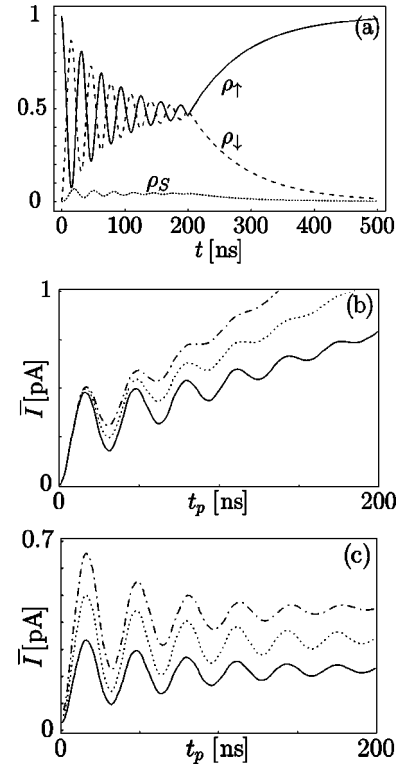 1
(a)
ρ↑
0.5
ρ↓
ρS
0
0 100 200 300 400 500
t [ns]
1
(b)
I̅ [pA]
0
0 200
t_p [ns]
0.7
(c)
I̅ [pA]
0
0 200
t_p [ns]